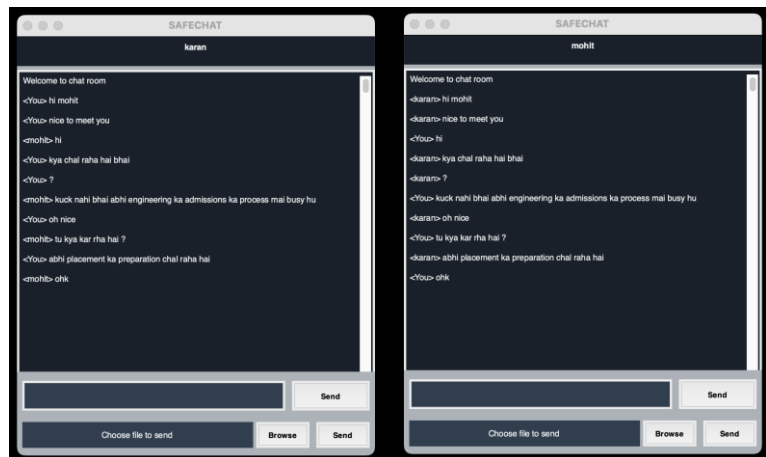 SAFECHAT
karan
Welcome to chat room
<You> hi mohit
<You> nice to meet you
<mohit> hi
<You> kya chal raha hai bhai
<You> ?
<mohit> kuck nahi bhai abhi engineering ka admissions ka process mai busy hu
<You> oh nice
<mohit> tu kya kar rha hai ?
<You> abhi placement ka preparation chal raha hai
<mohit> ohk
Send
Choose file to send Browse Send
SAFECHAT
mohit
Welcome to chat room
<karan> hi mohit
<karan> nice to meet you
<You> hi
<karan> kya chal raha hai bhai
<karan> ?
<You> kuck nahi bhai abhi engineering ka admissions ka process mai busy hu
<karan> oh nice
<You> tu kya kar rha hai ?
<karan> abhi placement ka preparation chal raha hai
<You> ohk
Send
Choose file to send Browse Send